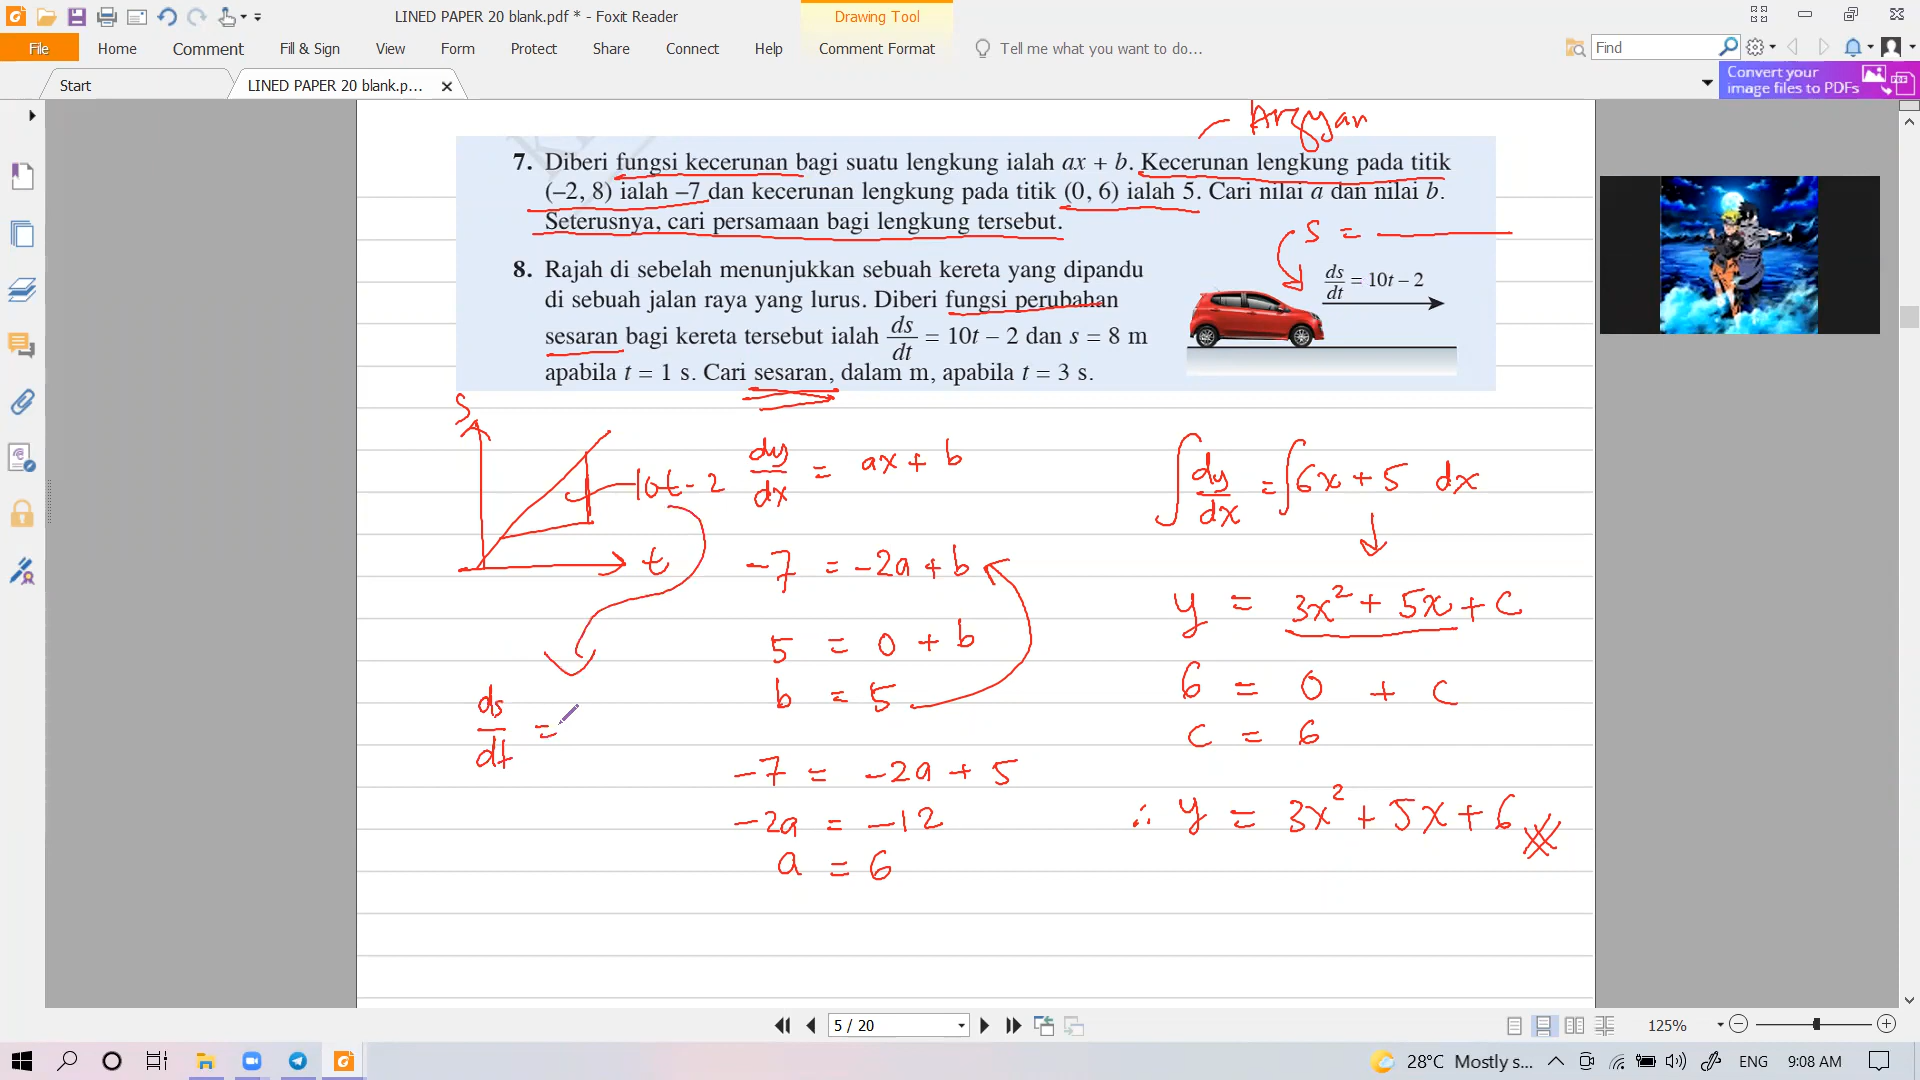 LINED PAPER 20 blank.pdf * - Foxit Reader
Drawing Tool
File
Home
Comment
Fill & Sign
View
Form
Protect
Share
Connect
Help
Comment Format
Tell me what you want to do...
Find
Start
LINED PAPER 20 blank.p...
Convert your
image files to PDFs
PDF
Argyan
7. Diberi fungsi kecerunan bagi suatu lengkung ialah ax + b. Kecerunan lengkung pada titik
(–2, 8) ialah –7 dan kecerunan lengkung pada titik (0, 6) ialah 5. Cari nilai a dan nilai b.
Seterusnya, cari persamaan bagi lengkung tersebut.
s =
8. Rajah di sebelah menunjukkan sebuah kereta yang dipandu
di sebuah jalan raya yang lurus. Diberi fungsi perubahan
sesaran bagi kereta tersebut ialah ds/dt = 10t – 2 dan s = 8 m
apabila t = 1 s. Cari sesaran, dalam m, apabila t = 3 s.
ds/dt = 10t – 2
S
10t - 2
t
ds/dt =
dy/dx = ax + b
-7 = -2a + b
5 = 0 + b
b = 5
-7 = -2a + 5
-2a = -12
a = 6
∫ dy/dx = ∫ 6x + 5 dx
y = 3x² + 5x + c
6 = 0 + c
c = 6
∴ y = 3x² + 5x + 6
5 / 20
125%
28°C Mostly s...
ENG
9:08 AM